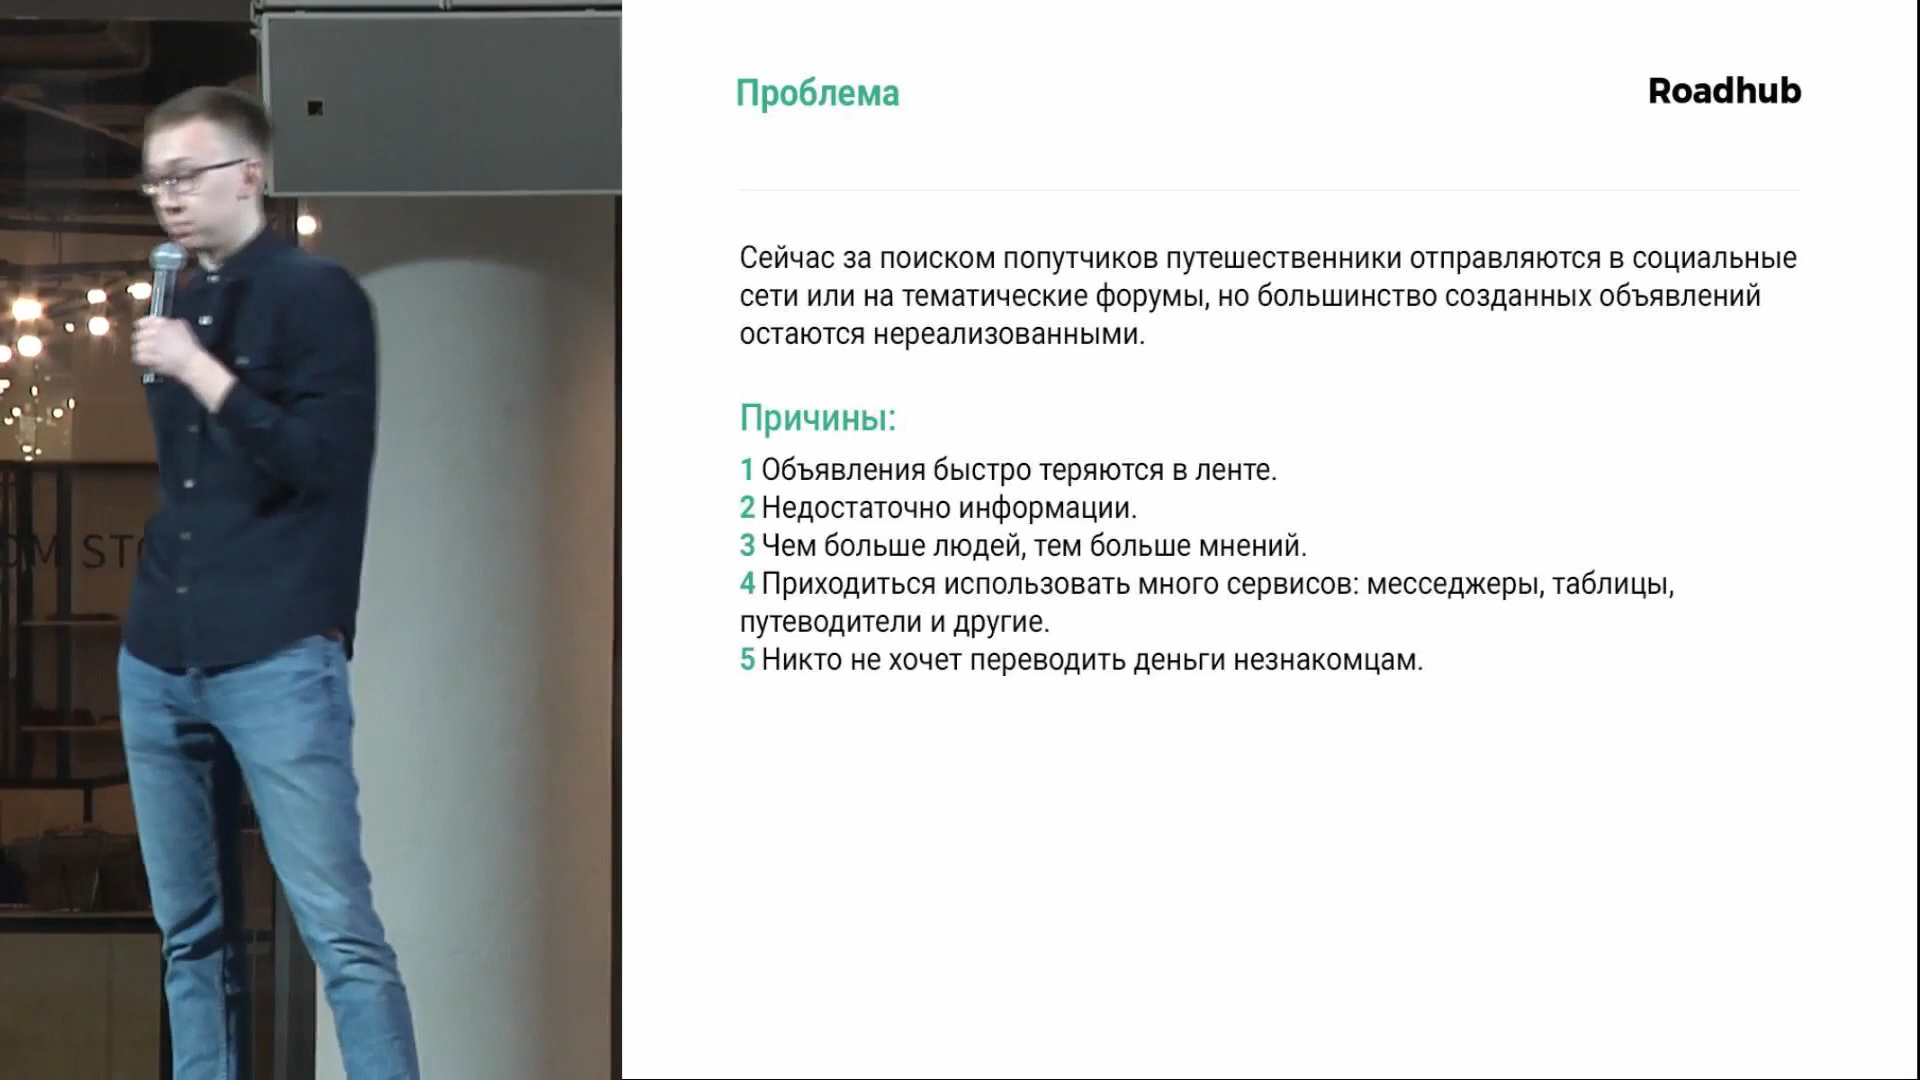 Проблема
Roadhub
Сейчас за поиском попутчиков путешественники отправляются в социальные
сети или на тематические форумы, но большинство созданных объявлений
остаются нереализованными.
Причины:
1 Объявления быстро теряются в ленте.
2 Недостаточно информации.
3 Чем больше людей, тем больше мнений.
4 Приходиться использовать много сервисов: месседжеры, таблицы,
путеводители и другие.
5 Никто не хочет переводить деньги незнакомцам.